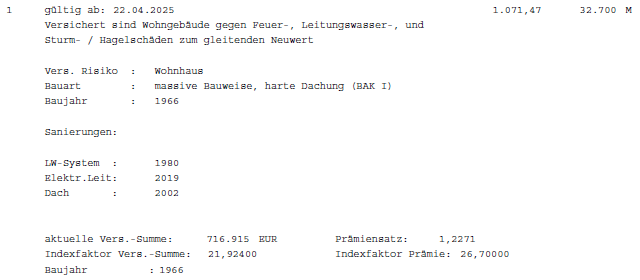 1 gültig ab: 22.04.2025 1.071,47 32.700 M
Versichert sind Wohngebäude gegen Feuer-, Leitungswasser-, und
Sturm- / Hagelschäden zum gleitenden Neuwert
Vers. Risiko : Wohnhaus
Bauart : massive Bauweise, harte Dachung (BAK I)
Baujahr : 1966
Sanierungen:
LW-System : 1980
Elektr.Leit: 2019
Dach : 2002
aktuelle Vers.-Summe: 716.915 EUR Prämiensatz: 1,2271
Indexfaktor Vers.-Summe: 21,92400 Indexfaktor Prämie: 26,70000
Baujahr : 1966